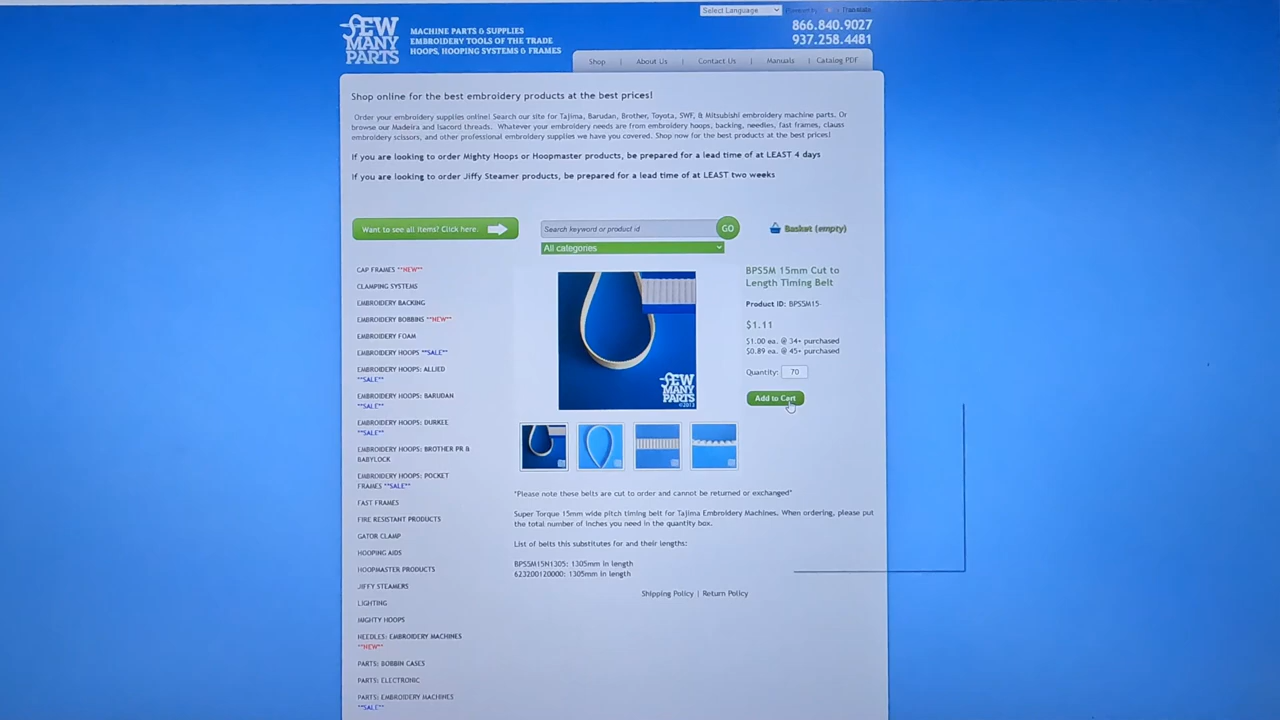 Select Language
Translate
SEW
MANY
PARTS
MACHINE PARTS & SUPPLIES
EMBROIDERY TOOLS OF THE TRADE
HOOPS, HOOPING SYSTEMS & FRAMES
866.840.9027
937.258.4481
Shop | About Us | Contact Us | Manuals | Catalog PDF
Shop online for the best embroidery products at the best prices!
Order your embroidery supplies online! Search our site for Tajima, Barudan, Brother, Toyota, SWF, & Mitsubishi embroidery machine parts. Or
browse our Madeira and Isacord threads. Whatever your embroidery needs are from embroidery hoops, backing, needles, fast frames, clauss
embroidery scissors, and other professional embroidery supplies we have you covered. Shop now for the best products at the best prices!
If you are looking to order Mighty Hoops or Hoopmaster products, be prepared for a lead time of at LEAST 4 days
If you are looking to order Jiffy Steamer products, be prepared for a lead time of at LEAST two weeks
Want to see all items? Click here.
Search keyword or product id
GO
All categories
Basket (empty)
CAP FRAMES **NEW**
CLAMPING SYSTEMS
EMBROIDERY BACKING
EMBROIDERY BOBBINS **NEW**
EMBROIDERY FOAM
EMBROIDERY HOOPS **SALE**
EMBROIDERY HOOPS: ALLIED
**SALE**
EMBROIDERY HOOPS: BARUDAN
**SALE**
EMBROIDERY HOOPS: DURKEE
**SALE**
EMBROIDERY HOOPS: BROTHER PR &
BABYLOCK
EMBROIDERY HOOPS: POCKET
FRAMES **SALE**
FAST FRAMES
FIRE RESISTANT PRODUCTS
GATOR CLAMP
HOOPING AIDS
HOOPMASTER PRODUCTS
JIFFY STEAMERS
LIGHTING
MIGHTY HOOPS
NEEDLES: EMBROIDERY MACHINES
**NEW**
PARTS: BOBBIN CASES
PARTS: ELECTRONIC
PARTS: EMBROIDERY MACHINES
**SALE**
SEW
MANY
PARTS
©2013
BPS5M 15mm Cut to
Length Timing Belt
Product ID: BPS5M15-
$1.11
$1.00 ea. @ 34+ purchased
$0.89 ea. @ 45+ purchased
Quantity: 70
Add to Cart
*Please note these belts are cut to order and cannot be returned or exchanged*
Super Torque 15mm wide pitch timing belt for Tajima Embroidery Machines. When ordering, please put
the total number of inches you need in the quantity box.
List of belts this substitutes for and their lengths:
BPS5M15N1305: 1305mm in length
623200120000: 1305mm in length
Shipping Policy | Return Policy